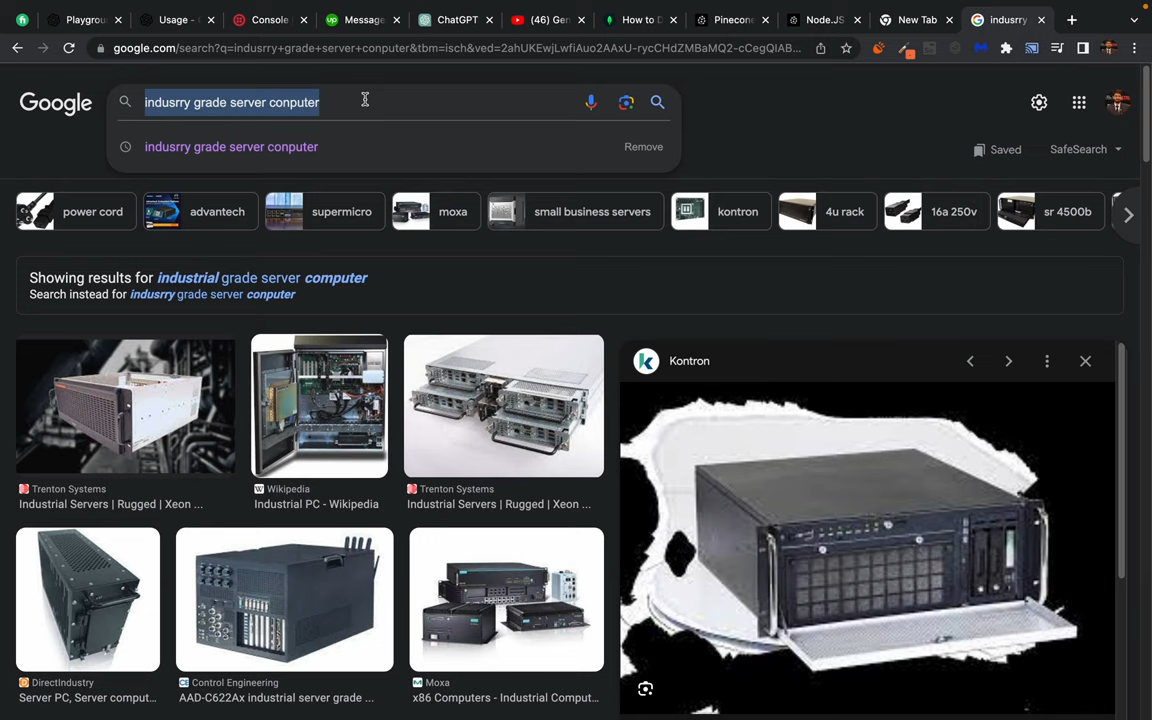 Playgrou
Usage -
Console
Message
ChatGPT
(46) Gen
How to D
Pinecon
Node.JS
New Tab
indusrry
google.com/search?q=indusrry+grade+server+conputer&tbm=isch&ved=2ahUKEwjLwfiAuo2AAxU-rycCHdZMBaMQ2-cCegQIAB...
Google
indusrry grade server conputer
indusrry grade server conputer
Remove
Saved
SafeSearch
power cord
advantech
supermicro
moxa
small business servers
kontron
4u rack
16a 250v
sr 4500b
Showing results for industrial grade server computer
Search instead for indusrry grade server conputer
Kontron
Trenton Systems
Industrial Servers | Rugged | Xeon ...
Wikipedia
Industrial PC - Wikipedia
Trenton Systems
Industrial Servers | Rugged | Xeon ...
DirectIndustry
Server PC, Server comput...
Control Engineering
AAD-C622Ax industrial server grade ...
Moxa
x86 Computers - Industrial Comput...